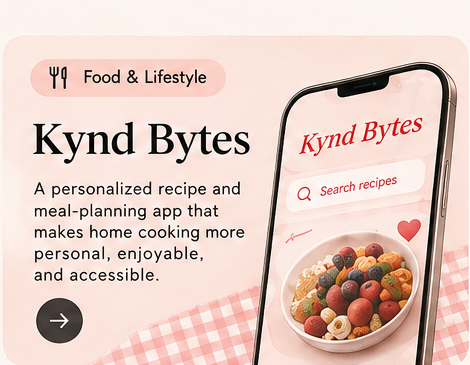 Food & Lifestyle
Kynd Bytes
A personalized recipe and
meal-planning app that
makes home cooking more
personal, enjoyable,
and accessible.
Kynd Bytes
Search recipes